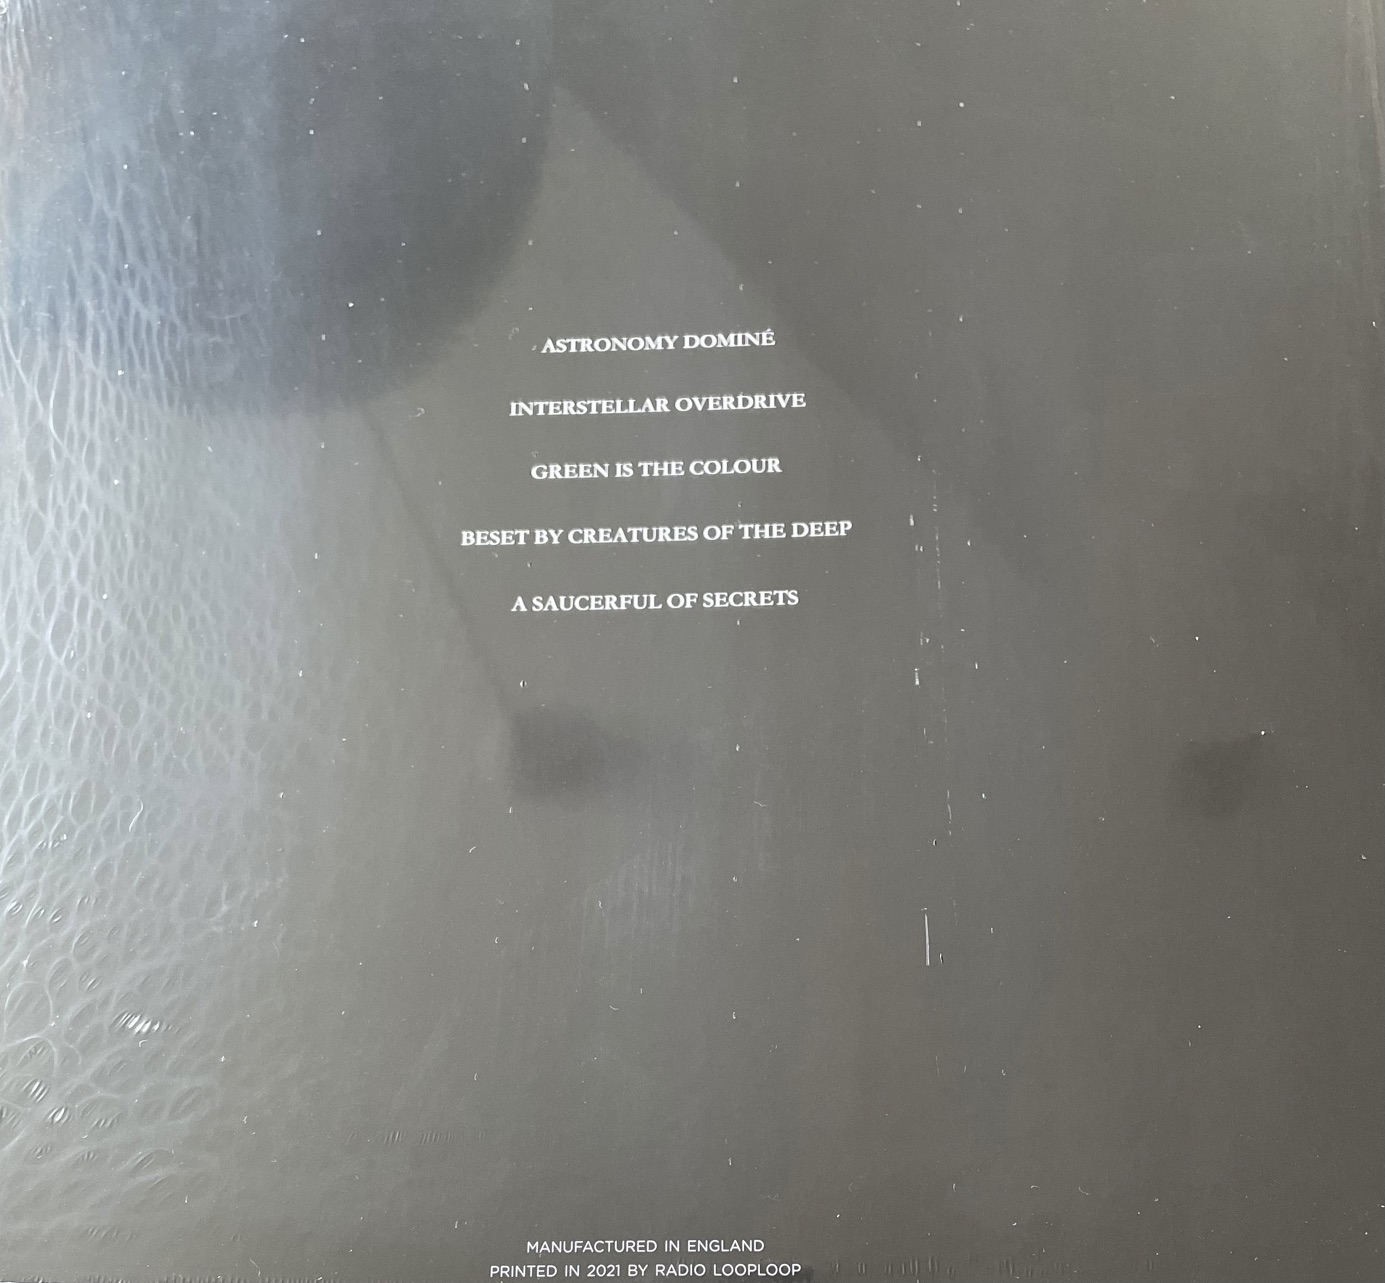 ASTRONOMY DOMINÉ
INTERSTELLAR OVERDRIVE
GREEN IS THE COLOUR
BESET BY CREATURES OF THE DEEP
A SAUCERFUL OF SECRETS
MANUFACTURED IN ENGLAND
PRINTED IN 2021 BY RADIO LOOPLOOP